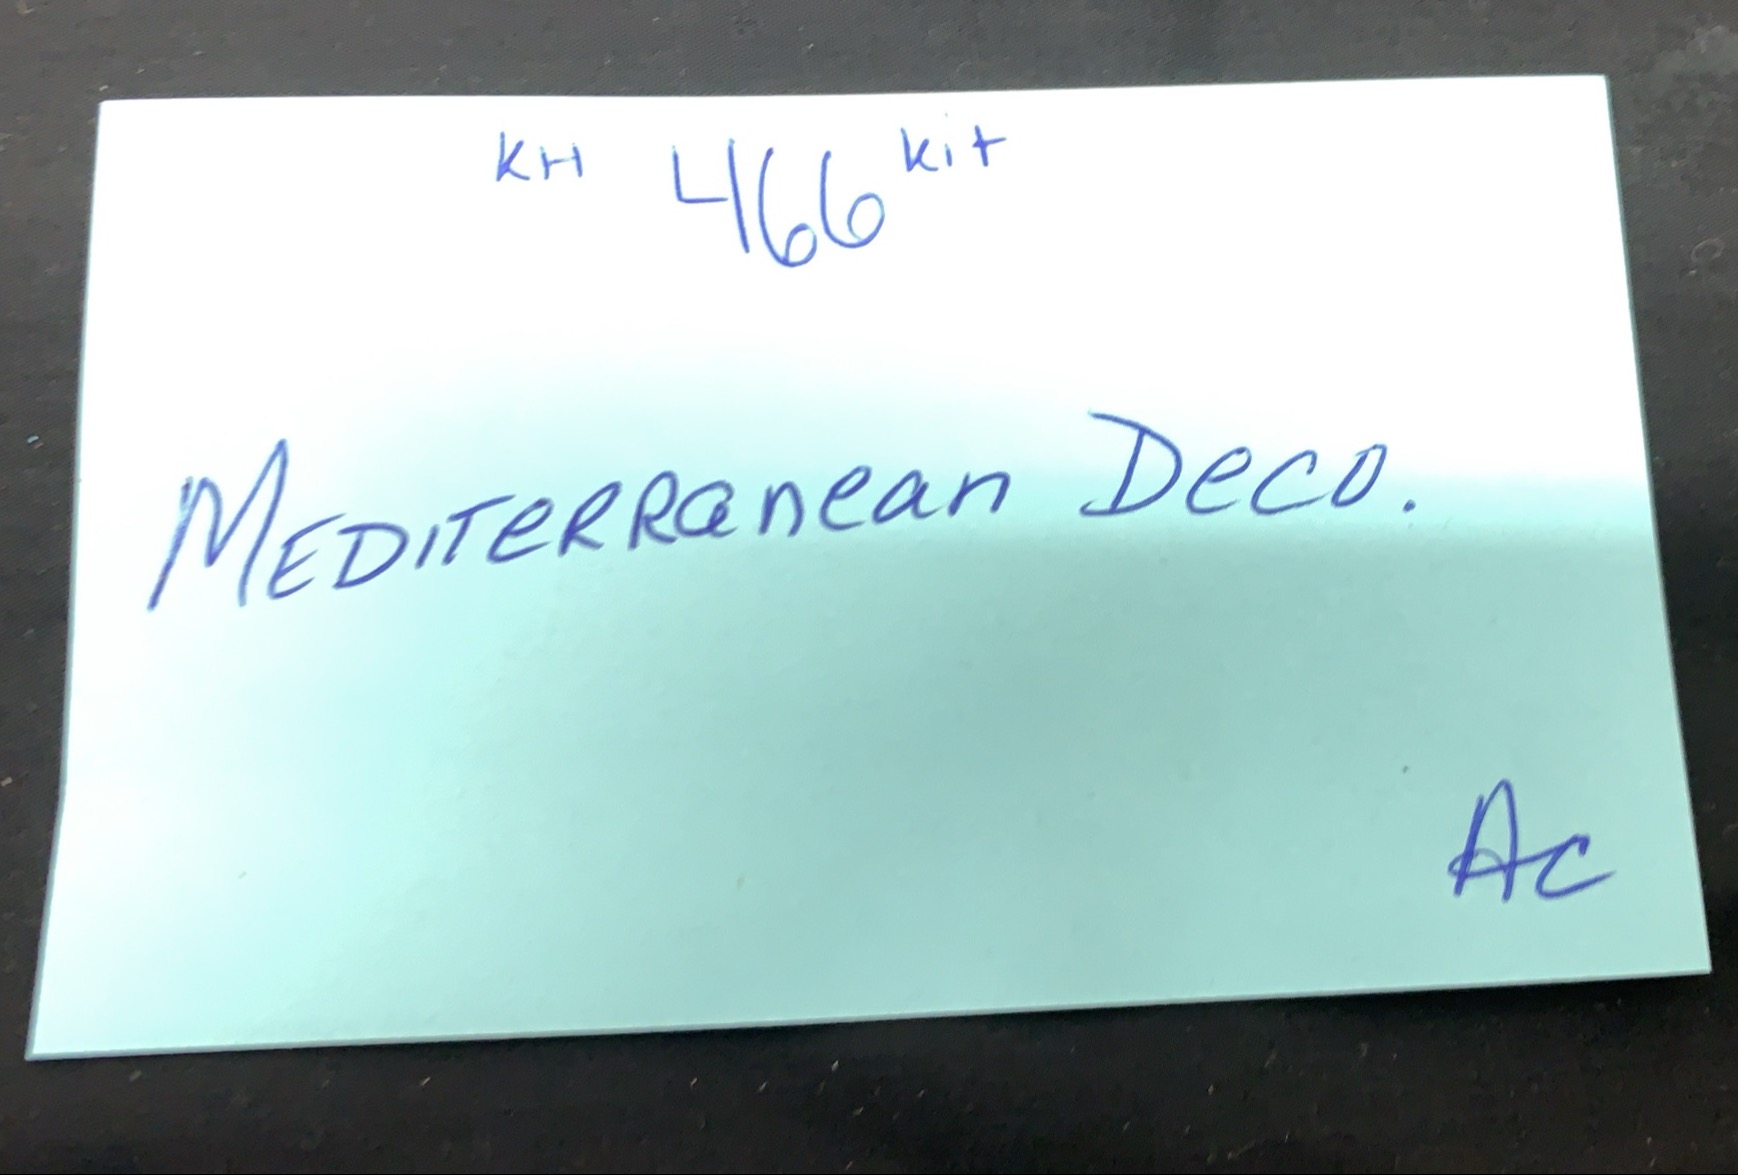 KH 466 kit
MEDITERRanean Deco.
Ac